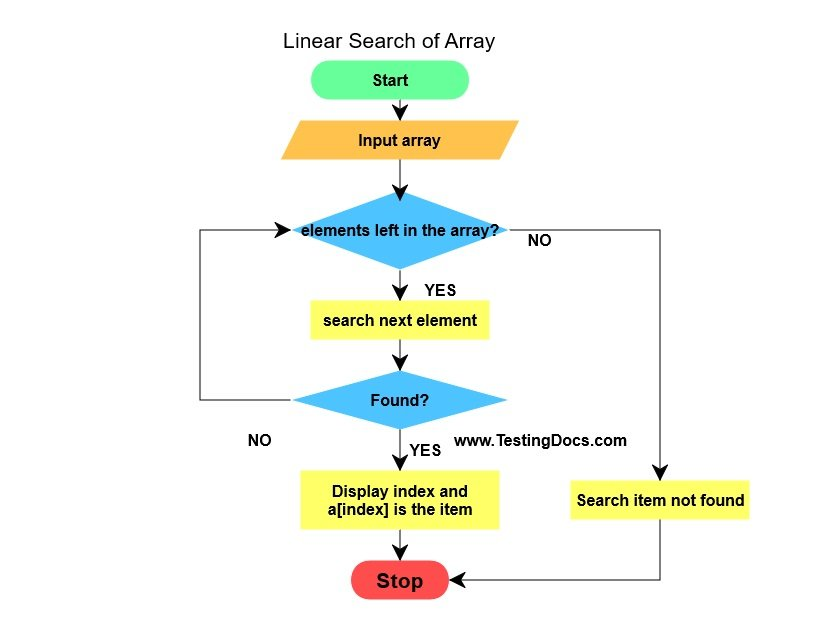 Linear Search of Array
Start
Input array
elements left in the array?
NO
YES
search next element
Found?
NO
YES
www.TestingDocs.com
Display index and
a[index] is the item
Search item not found
Stop